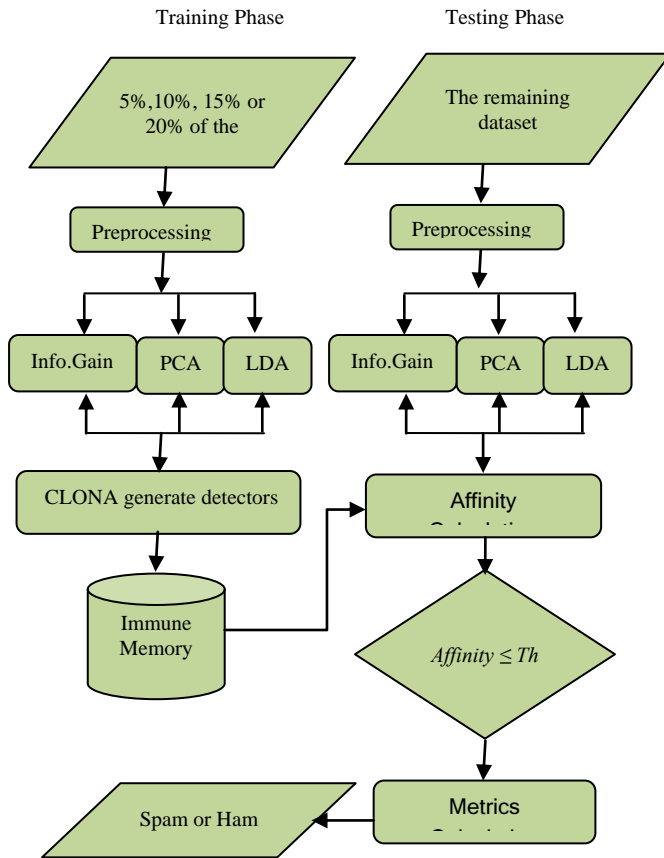 Training Phase
Testing Phase
5%,10%, 15% or
20% of the
The remaining
dataset
Preprocessing
Preprocessing
Info.Gain
PCA
LDA
Info.Gain
PCA
LDA
CLONA generate detectors
Affinity
Immune
Memory
Affinity ≤ Th
Metrics
Spam or Ham